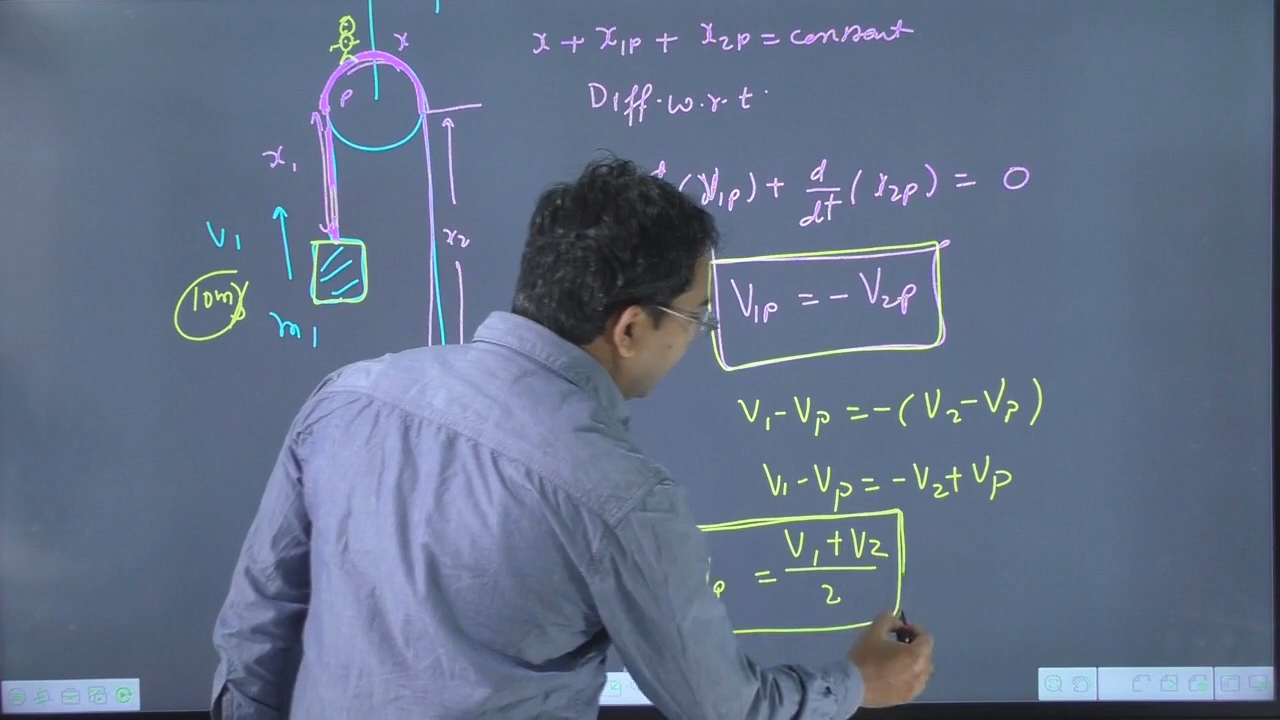 x
P
x₁
V₁
10m/s
m₁
x₂
x + x₁p + x₂p = constant
Diff. w.r.t.
(x₁p) + d/dt (x₂p) = 0
V₁p = - V₂p
V₁ - Vp = - (V₂ - Vp)
V₁ - Vp = - V₂ + Vp
= V₁ + V2 / 2